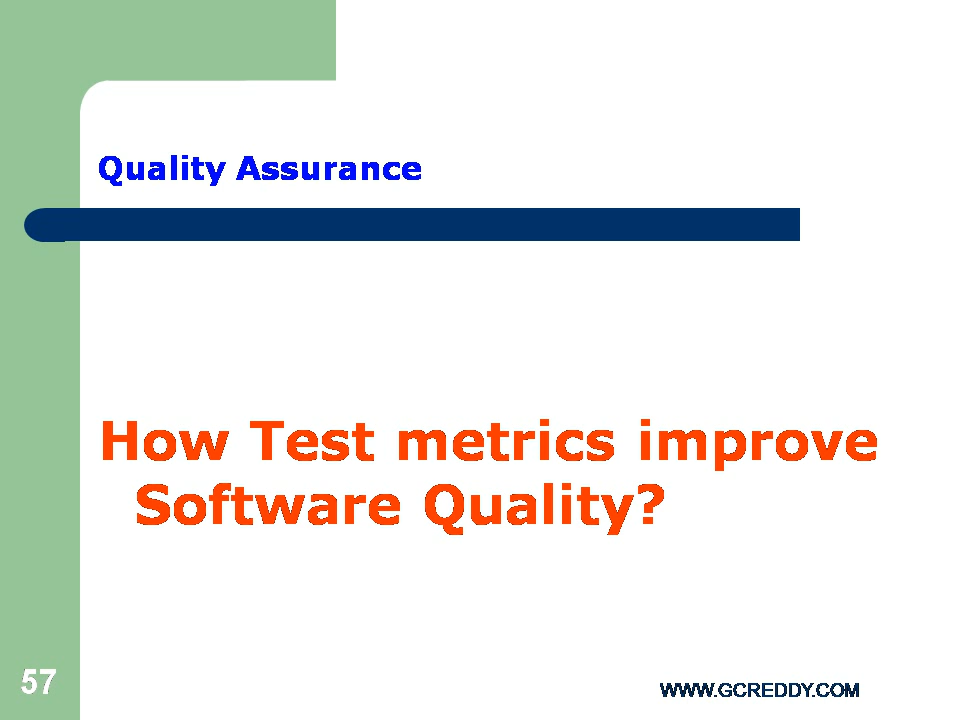 Quality Assurance
How Test metrics improve
Software Quality?
57
WWW.GCREDDY.COM